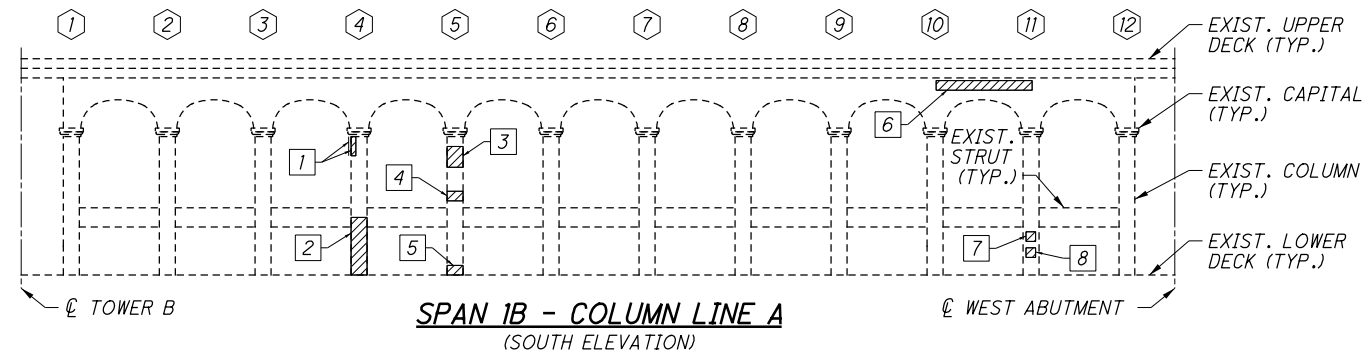 1 2 3 4 5 6 7 8 9 10 11 12
EXIST. UPPER
DECK (TYP.)
EXIST. CAPITAL
(TYP.)
6
EXIST.
STRUT
(TYP.)
1
3
4
EXIST. COLUMN
(TYP.)
2
5
7
8
EXIST. LOWER
DECK (TYP.)
℄ TOWER B
SPAN 1B - COLUMN LINE A
(SOUTH ELEVATION)
℄ WEST ABUTMENT